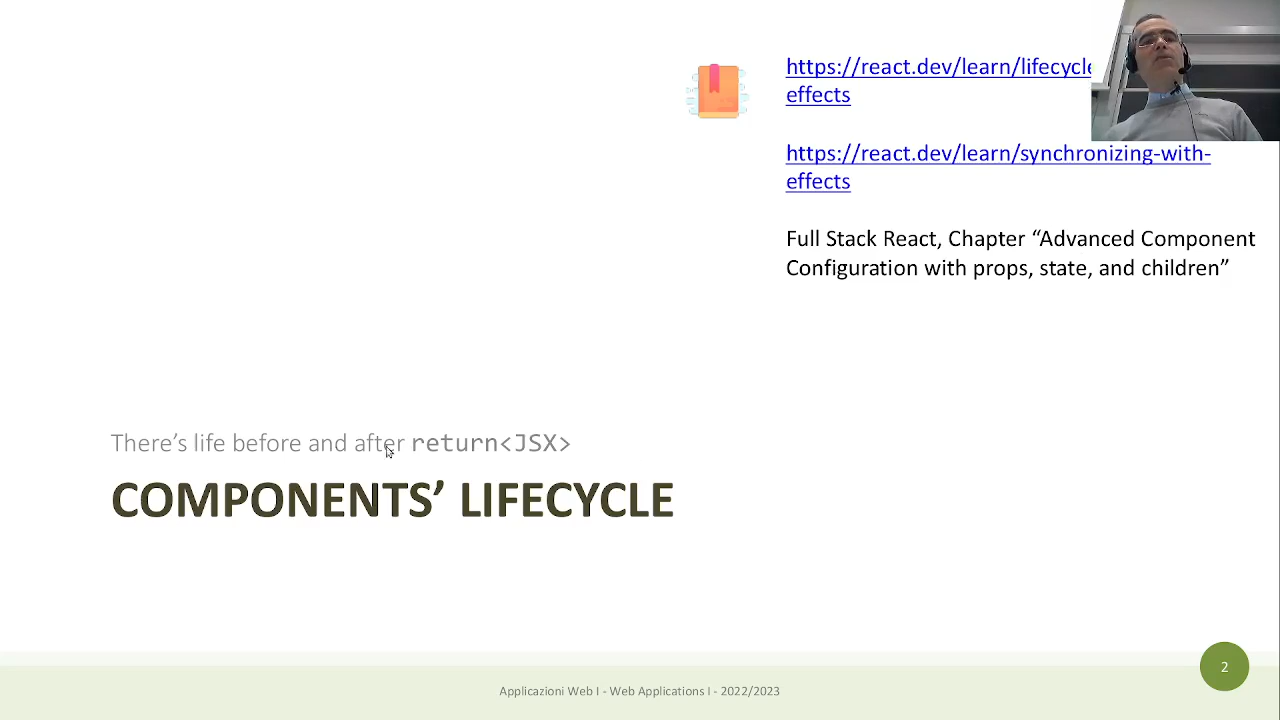 https://react.dev/learn/lifecycle
effects
https://react.dev/learn/synchronizing-with-
effects
Full Stack React, Chapter “Advanced Component
Configuration with props, state, and children”
There’s life before and after return<JSX>
COMPONENTS’ LIFECYCLE
Applicazioni Web I - Web Applications I - 2022/2023
2